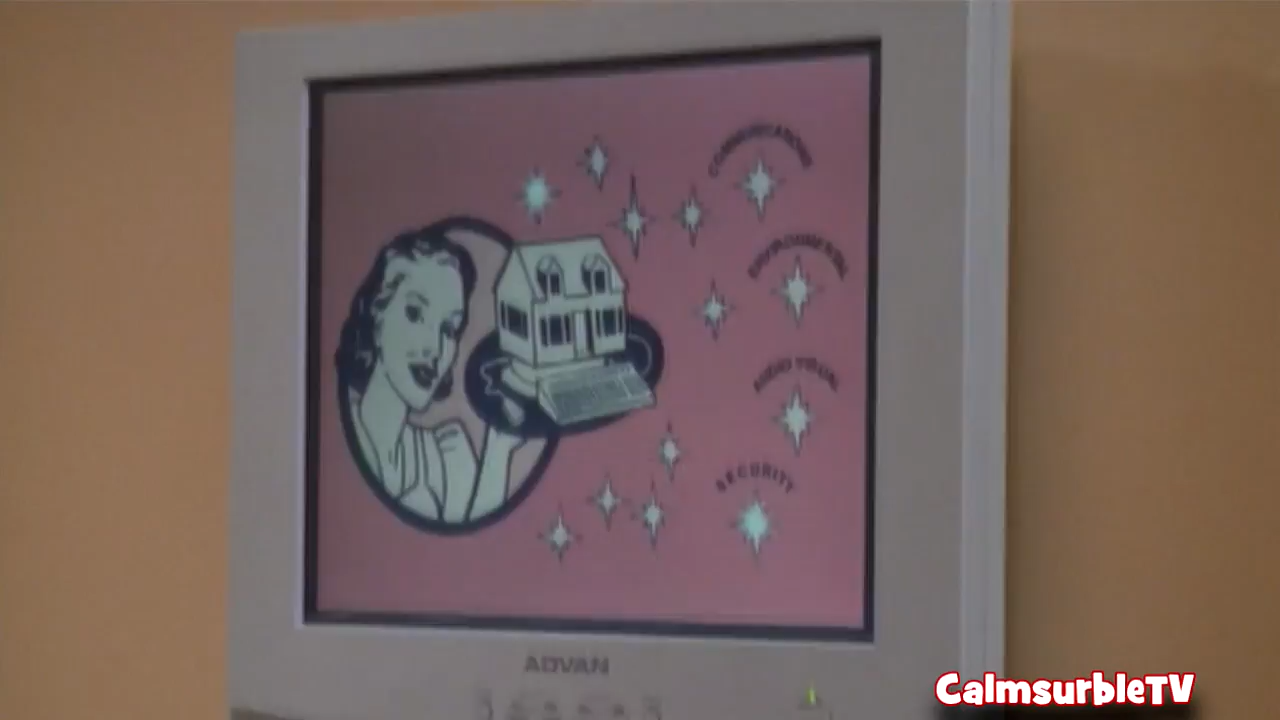 COMMUNICATIONS
ENVIRONMENTAL
AUDIO VISUAL
SECURITY
ADVAN
CalmsurbleTV